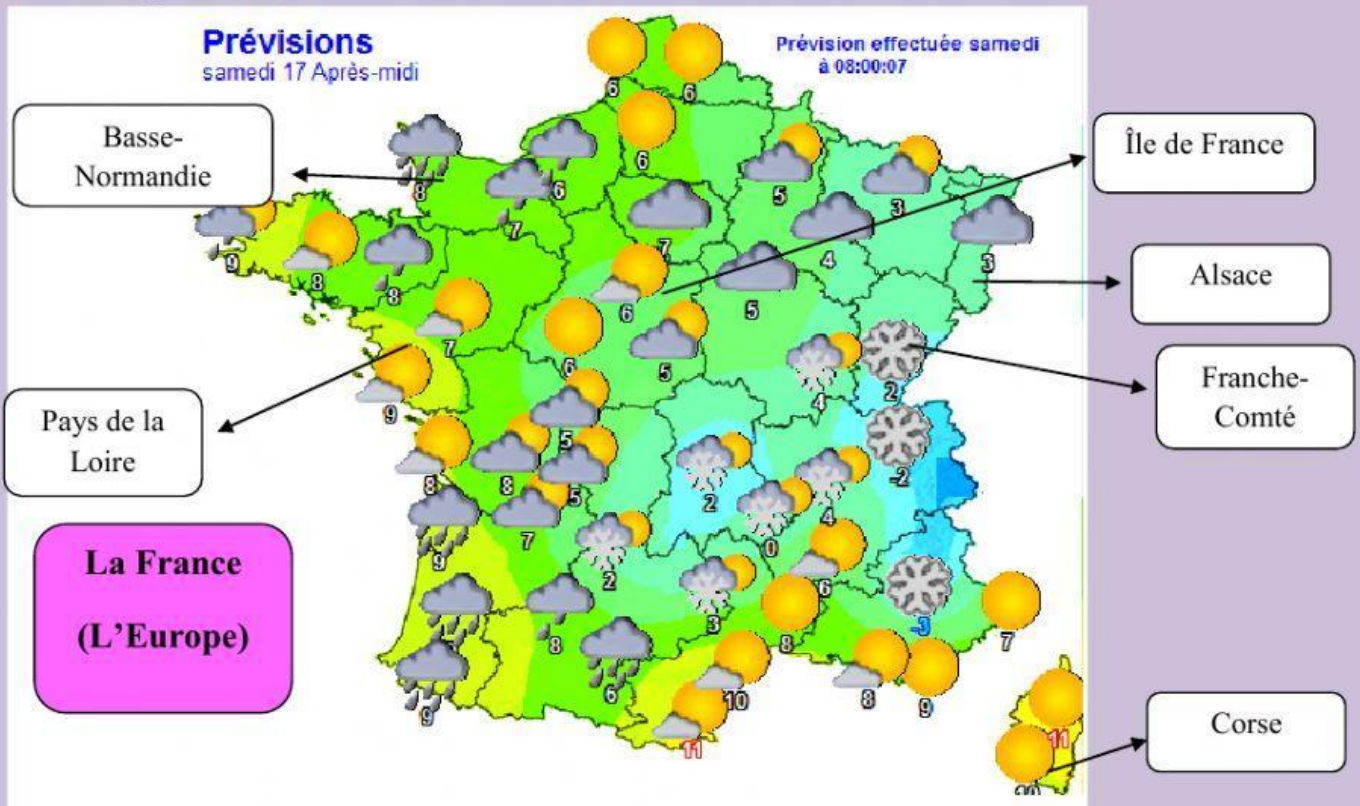 Prévisions
samedi 17 Après-midi
Prévision effectuée samedi
à 08:00:07
Basse-
Normandie
Île de France
Alsace
Franche-
Comté
Pays de la
Loire
La France
(L'Europe)
Corse
6 6
6
8 6 5 3
7 7 4 3
9 8 8 6 5
7 6 5 4 2
9 5
8 8 5 2 -2
9 7 2 0 4
8 3 6 -3
9 6 8 7
10 8 9
11 11
10